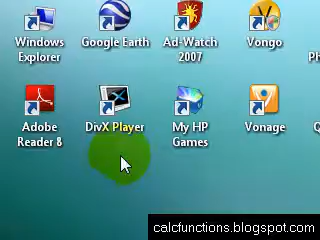 Windows Explorer
Google Earth
Ad-Watch 2007
Vongo
Ph
Adobe Reader 8
DivX Player
My HP Games
Vonage
Q
calcfunctions.blogspot.com